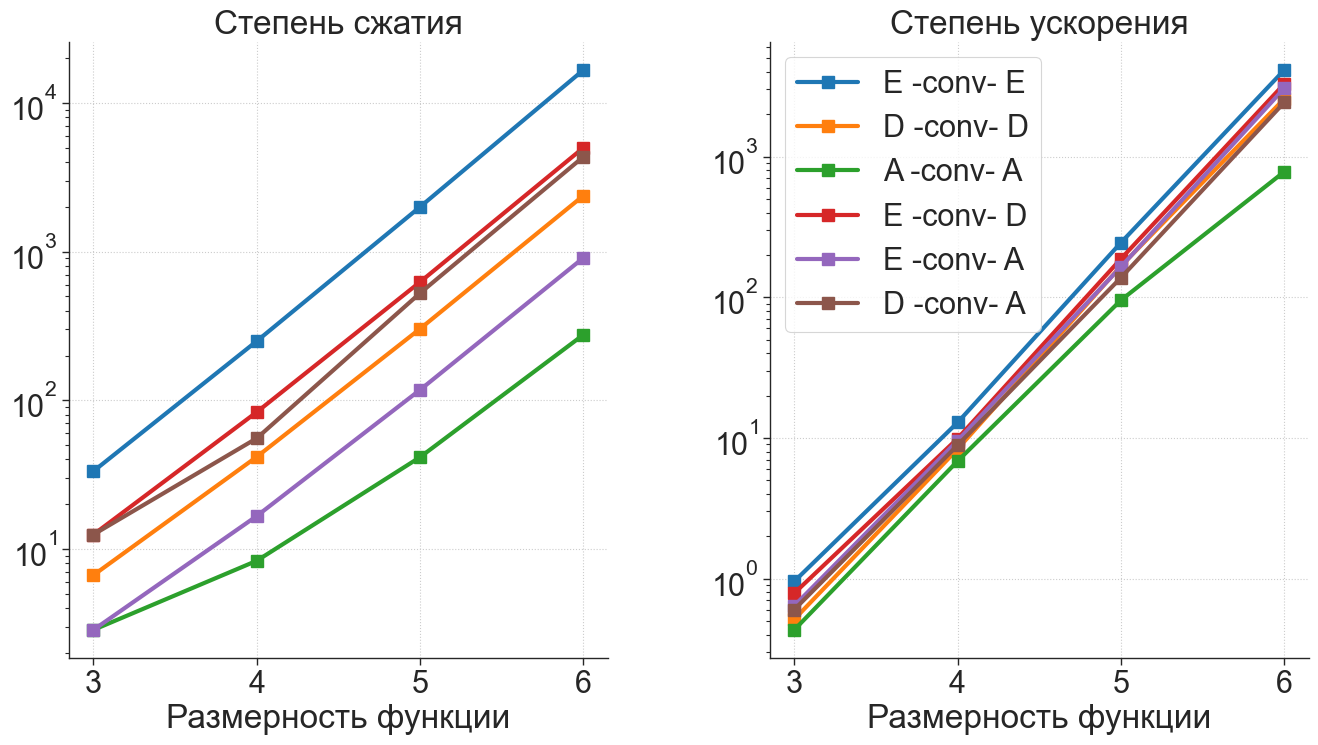 Степень сжатия
10^4
10^3
10^2
10^1
3 4 5 6
Размерность функции
Степень ускорения
E -conv- E
D -conv- D
A -conv- A
E -conv- D
E -conv- A
D -conv- A
10^3
10^2
10^1
10^0
3 4 5 6
Размерность функции